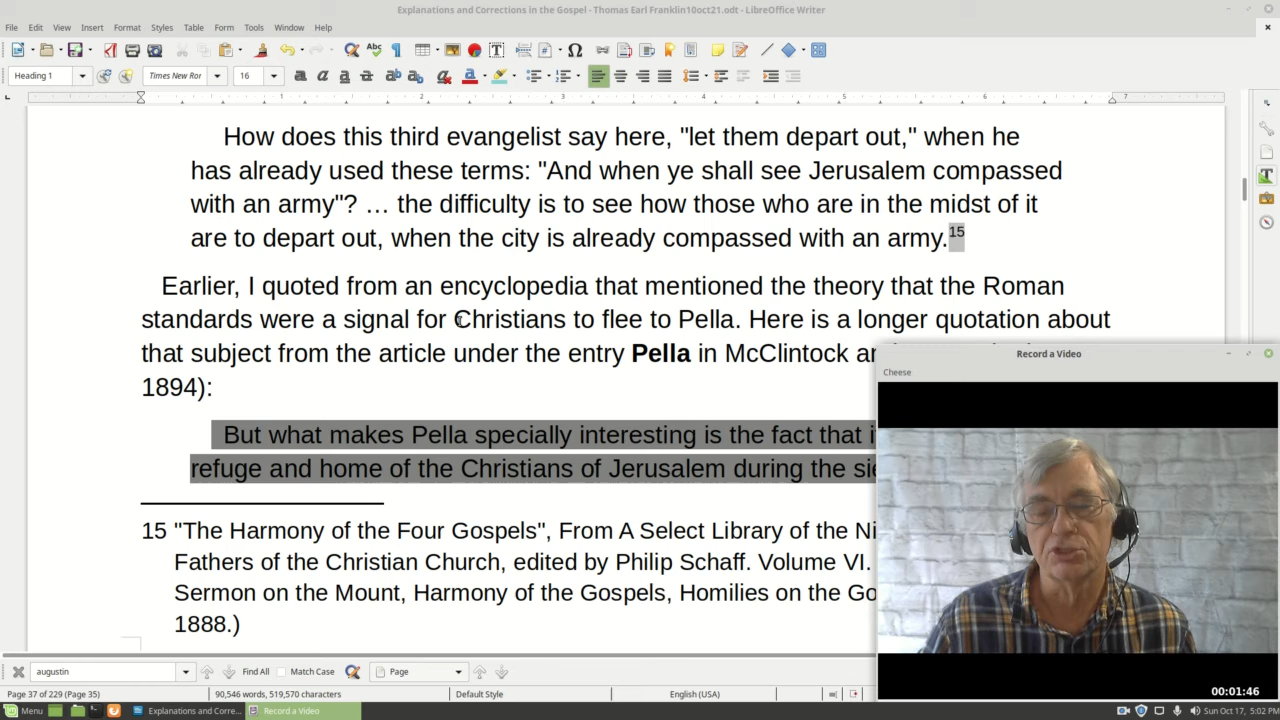 Explanations and Corrections in the Gospel - Thomas Earl Franklin10oct21.odt - LibreOffice Writer
File Edit View Insert Format Styles Table Form Tools Window Help
Heading 1 Times New Ror 16
1 2 3 4 5 6 7
How does this third evangelist say here, "let them depart out," when he
has already used these terms: "And when ye shall see Jerusalem compassed
with an army"? … the difficulty is to see how those who are in the midst of it
are to depart out, when the city is already compassed with an army.15
Earlier, I quoted from an encyclopedia that mentioned the theory that the Roman
standards were a signal for Christians to flee to Pella. Here is a longer quotation about
that subject from the article under the entry Pella in McClintock
1894):
But what makes Pella specially interesting is the fact that
refuge and home of the Christians of Jerusalem during the
15 "The Harmony of the Four Gospels", From A Select Library of the
Fathers of the Christian Church, edited by Philip Schaff. Volume VI.
Sermon on the Mount, Harmony of the Gospels, Homilies on the
1888.)
Record a Video
Cheese
00:01:46
augustin Find All Match Case Page
Page 37 of 229 (Page 35) 90,546 words, 519,570 characters Default Style English (USA)
Menu Explanations and Corre... Record a Video Sun Oct 17, 5:02 PM